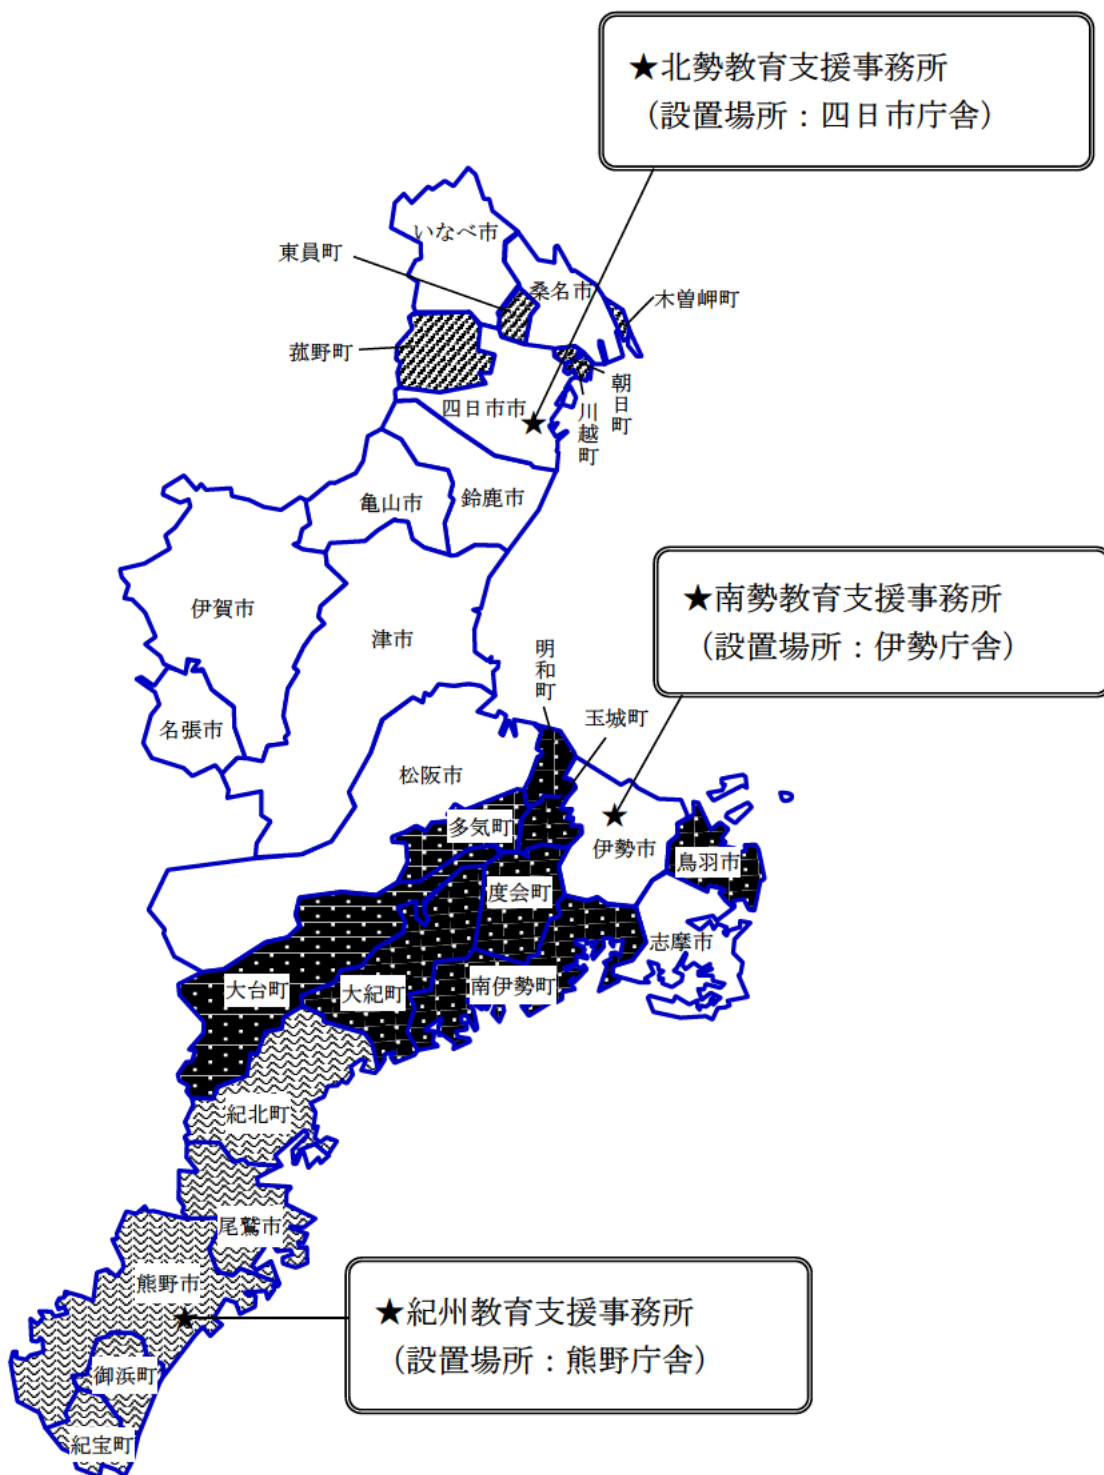 ★北勢教育支援事務所
（設置場所：四日市庁舎）
いなべ市
東員町
桑名市
木曽岬町
菰野町
朝日町
川越町
四日市市
★
亀山市
鈴鹿市
★南勢教育支援事務所
（設置場所：伊勢庁舎）
伊賀市
津市
明和町
玉城町
名張市
松阪市
★
多気町
伊勢市
鳥羽市
度会町
志摩市
大台町
大紀町
南伊勢町
紀北町
尾鷲市
熊野市
★
★紀州教育支援事務所
（設置場所：熊野庁舎）
御浜町
紀宝町